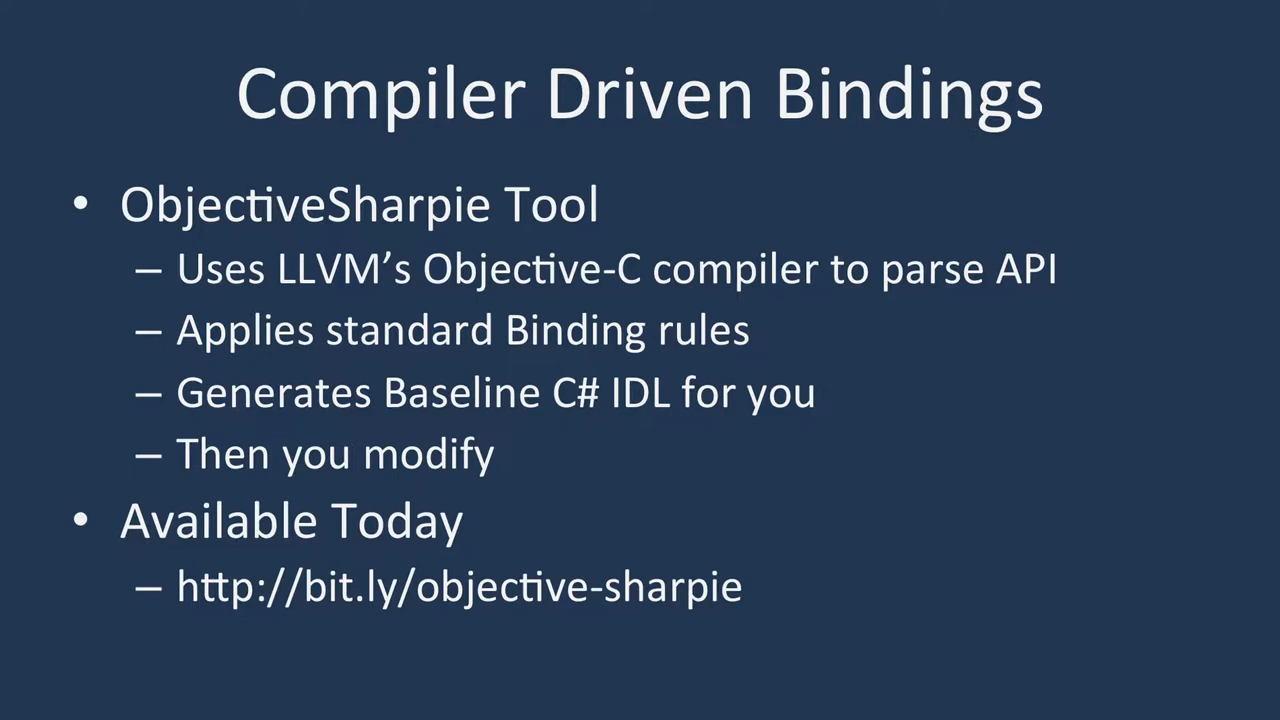 Compiler Driven Bindings
• ObjectiveSharpie Tool
– Uses LLVM’s Objective-C compiler to parse API
– Applies standard Binding rules
– Generates Baseline C# IDL for you
– Then you modify
• Available Today
– http://bit.ly/objective-sharpie